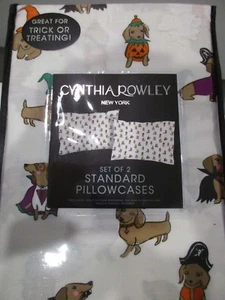 GREAT FOR
TRICK OR
TREATING!
CYNTHIA ROWLEY
NEW YORK
SET OF 2
STANDARD
PILLOWCASES